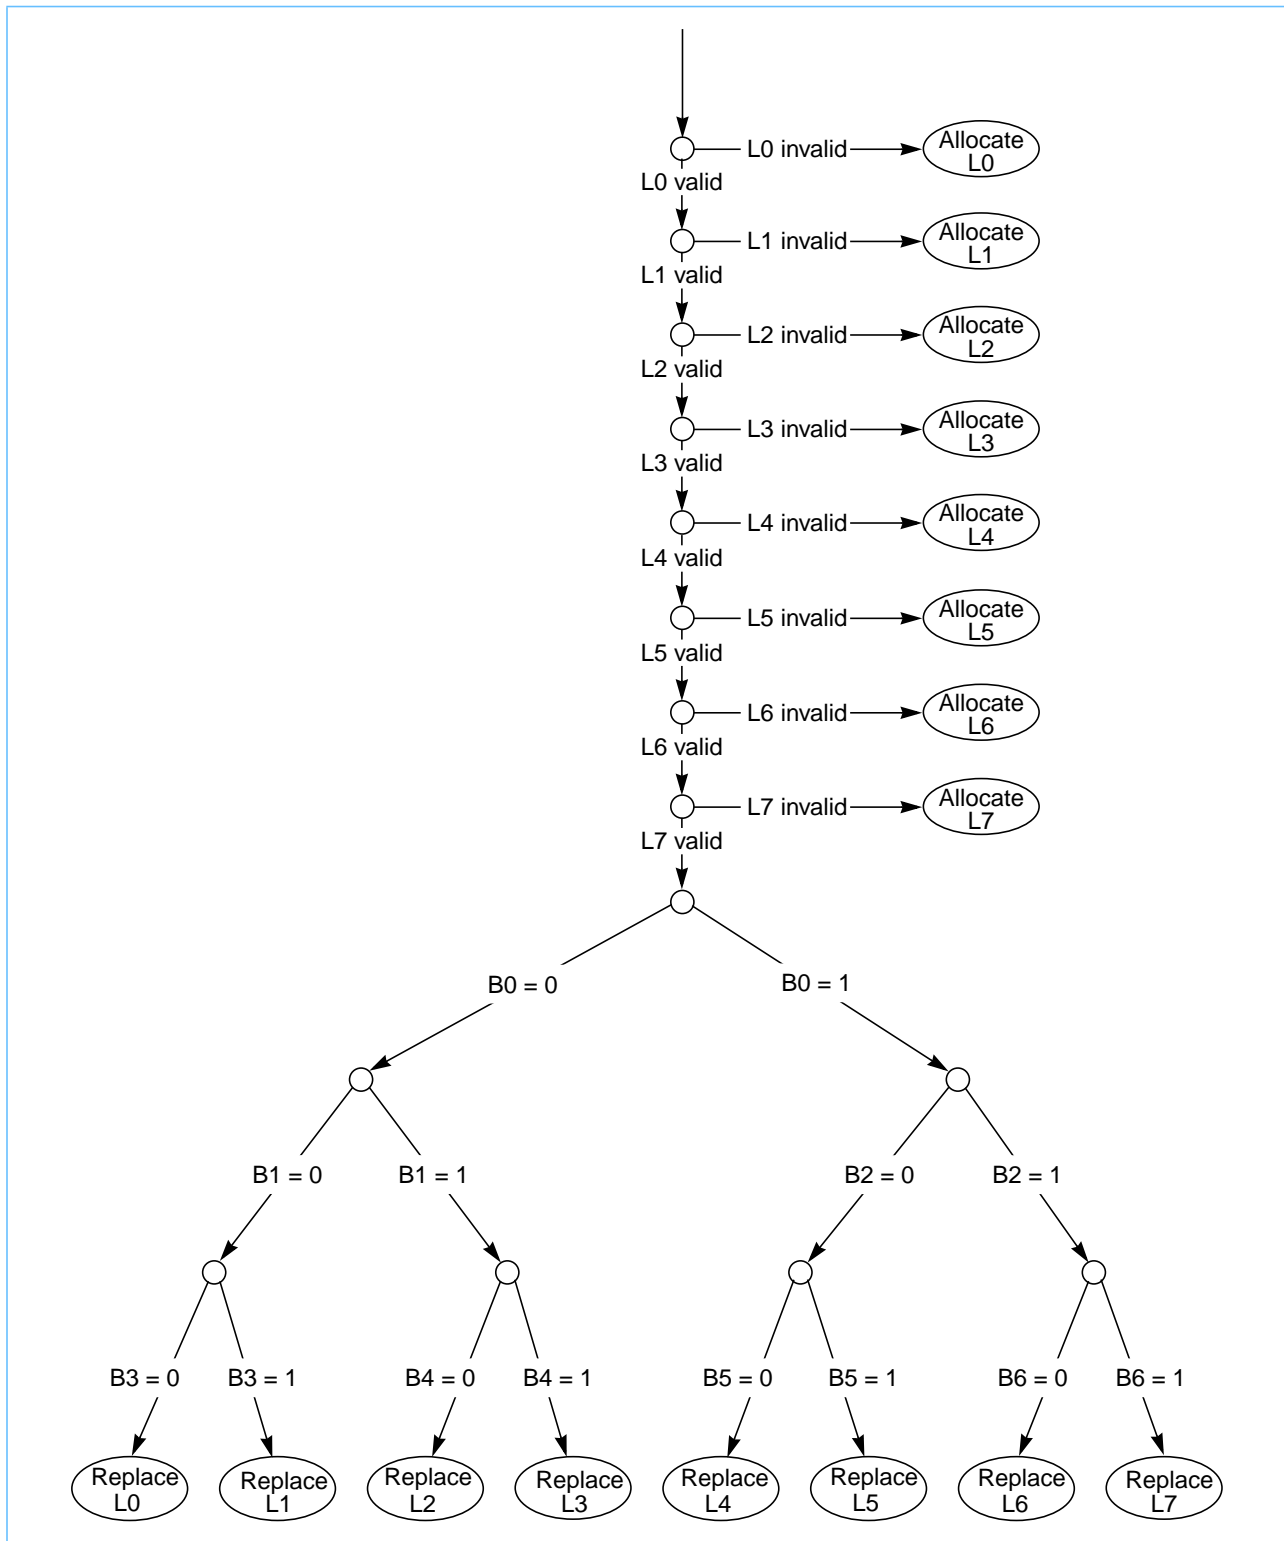 L0 invalid
Allocate
L0
L0 valid
L1 invalid
Allocate
L1
L1 valid
L2 invalid
Allocate
L2
L2 valid
L3 invalid
Allocate
L3
L3 valid
L4 invalid
Allocate
L4
L4 valid
L5 invalid
Allocate
L5
L5 valid
L6 invalid
Allocate
L6
L6 valid
L7 invalid
Allocate
L7
L7 valid
B0 = 0
B0 = 1
B1 = 0
B1 = 1
B2 = 0
B2 = 1
B3 = 0
B3 = 1
B4 = 0
B4 = 1
B5 = 0
B5 = 1
B6 = 0
B6 = 1
Replace
L0
Replace
L1
Replace
L2
Replace
L3
Replace
L4
Replace
L5
Replace
L6
Replace
L7